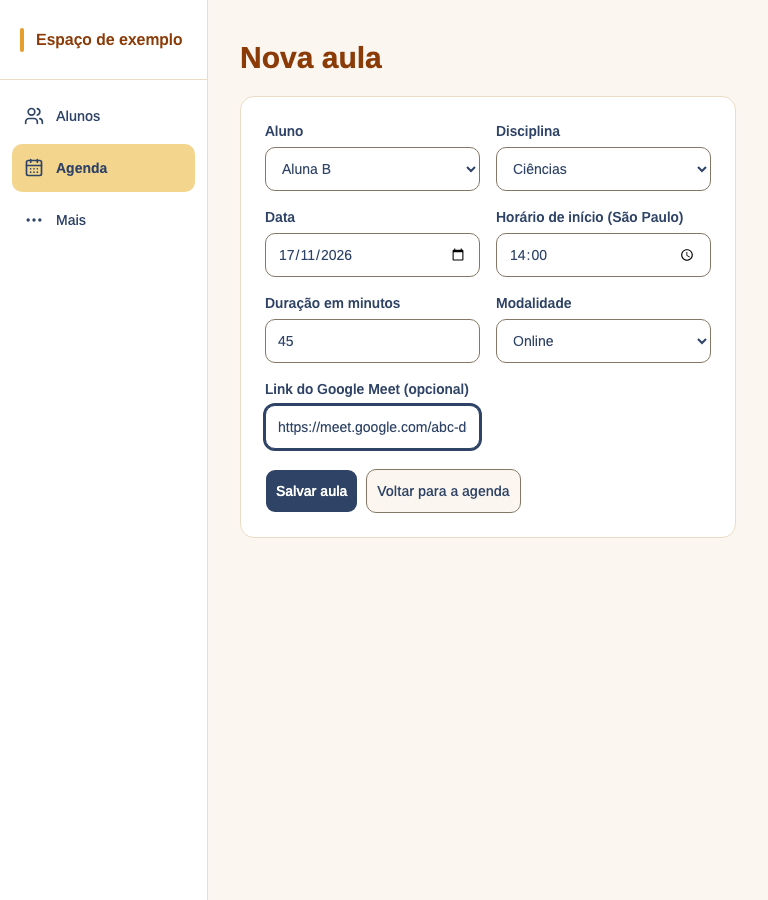 Espaço de exemplo
Alunos
Agenda
Mais
Nova aula
Aluno
Disciplina
Aluna B
Ciências
Data
Horário de início (São Paulo)
17/11/2026
14:00
Duração em minutos
Modalidade
45
Online
Link do Google Meet (opcional)
https://meet.google.com/abc-d
Salvar aula
Voltar para a agenda